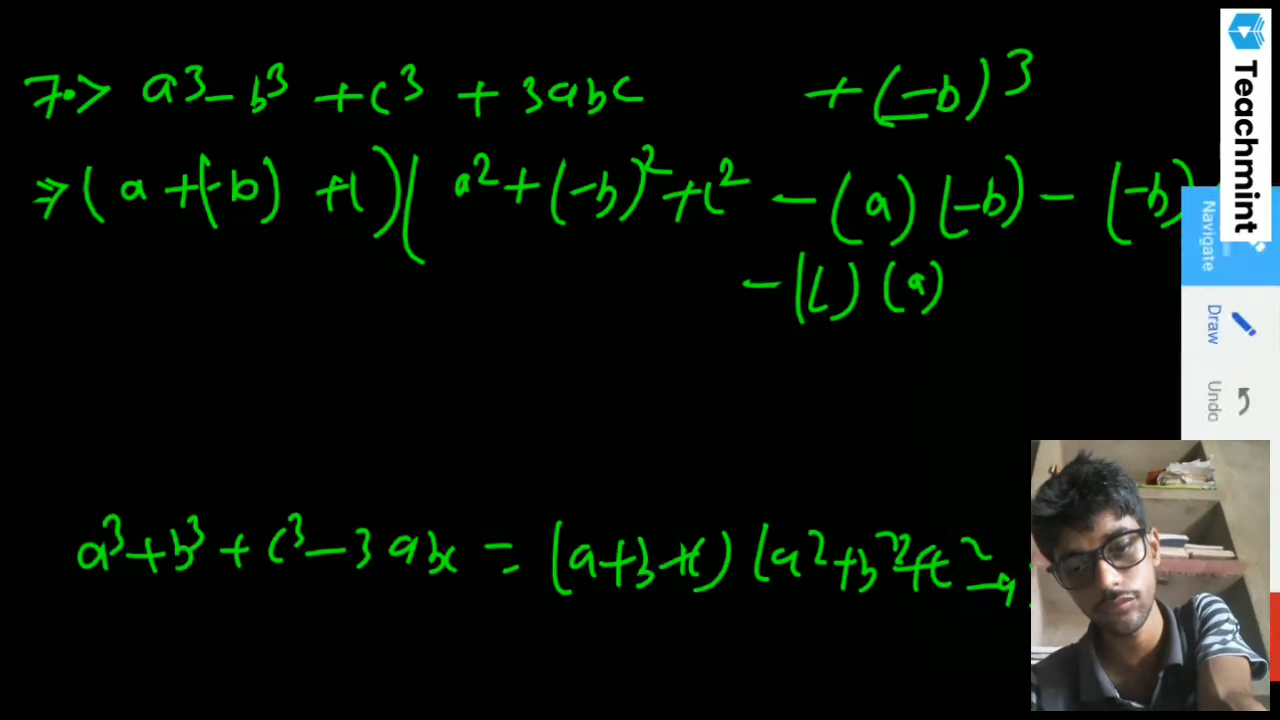 7.> a³ - b³ + c³ + 3abc + (-b)³
⇒ (a + (-b) + c) (a² + (-b)² + c² - (a) (-b) - (-b)
- (c) (a)
a³ + b³ + c³ - 3abc = (a + b + c) (a² + b² + c² - a
Teachmint
Navigate
Draw
Undo